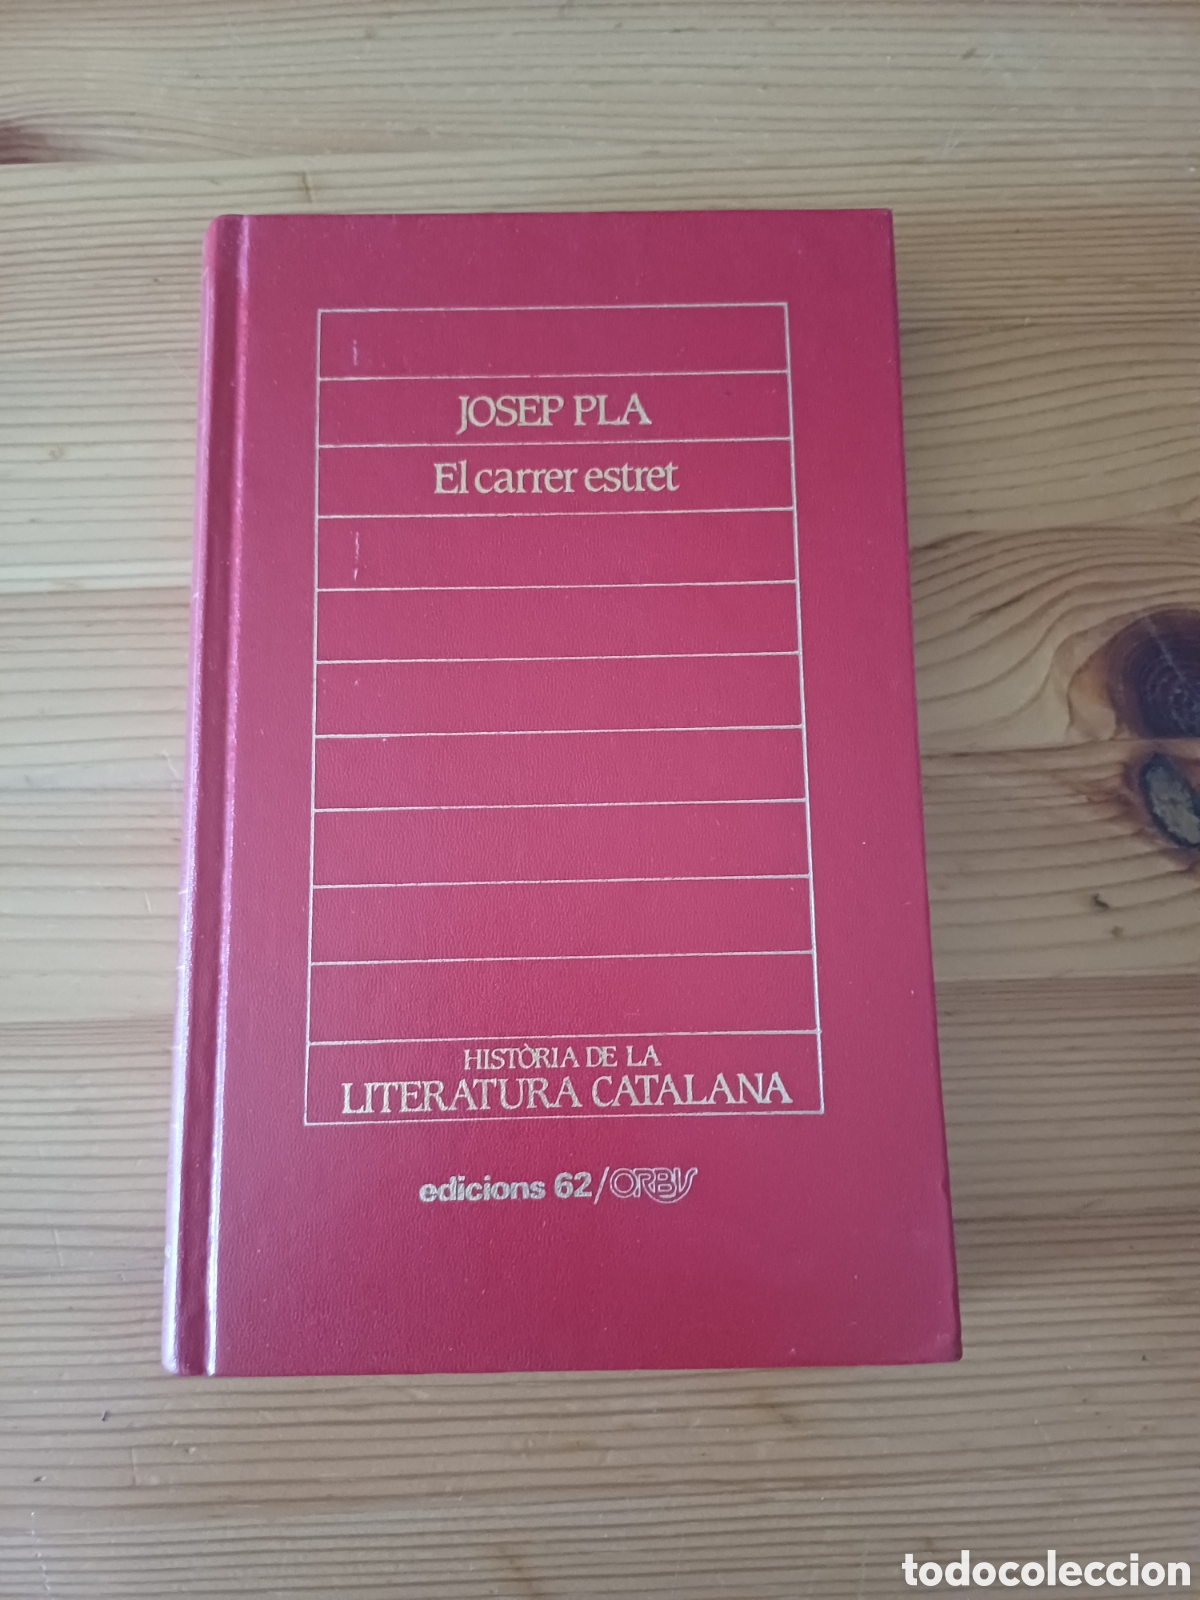 JOSEP PLA
El carrer estret
HISTÒRIA DE LA
LITERATURA CATALANA
edicions 62/ORBIS
todocoleccion